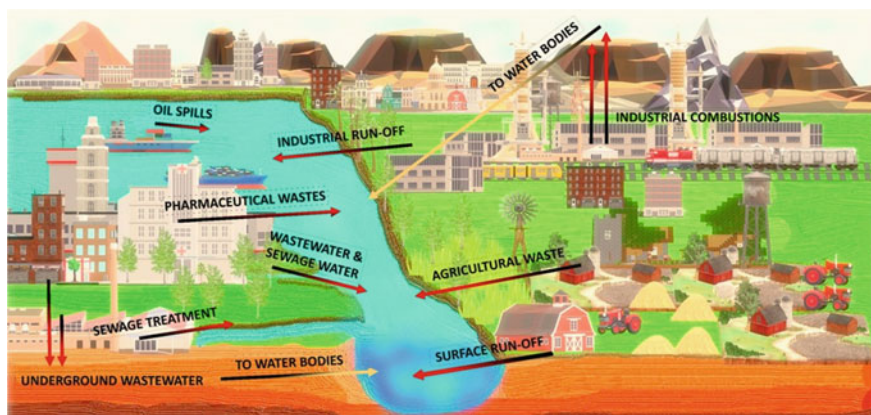 TO WATER BODIES
OIL SPILLS
INDUSTRIAL RUN-OFF
INDUSTRIAL COMBUSTIONS
PHARMACEUTICAL WASTES
WASTEWATER &
SEWAGE WATER
AGRICULTURAL WASTE
SEWAGE TREATMENT
SURFACE RUN-OFF
TO WATER BODIES
UNDERGROUND WASTEWATER